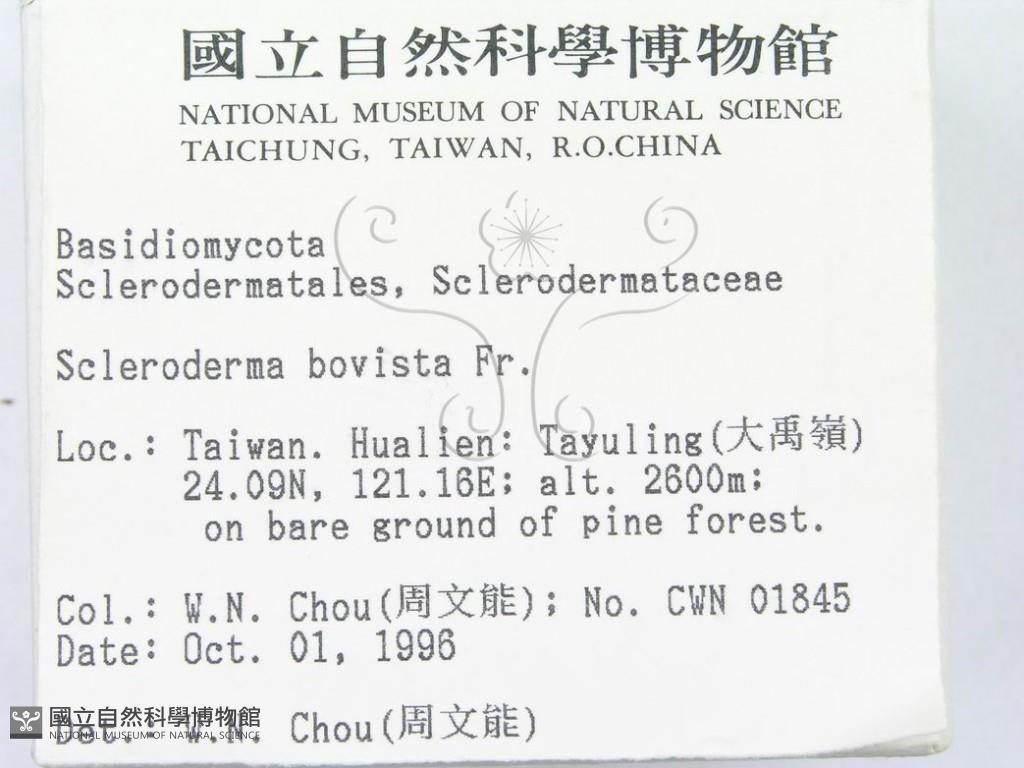 國立自然科學博物館
NATIONAL MUSEUM OF NATURAL SCIENCE
TAICHUNG, TAIWAN, R.O.CHINA
Basidiomycota
Sclerodermatales, Sclerodermataceae
Scleroderma bovista Fr.
Loc.: Taiwan. Hualien: Tayuling(大禹嶺)
24.09N, 121.16E; alt. 2600m;
on bare ground of pine forest.
Col.: W.N. Chou(周文能); No. CWN 01845
Date: Oct. 01, 1996
Det.: W.N. Chou(周文能)
國立自然科學博物館
NATIONAL MUSEUM OF NATURAL SCIENCE